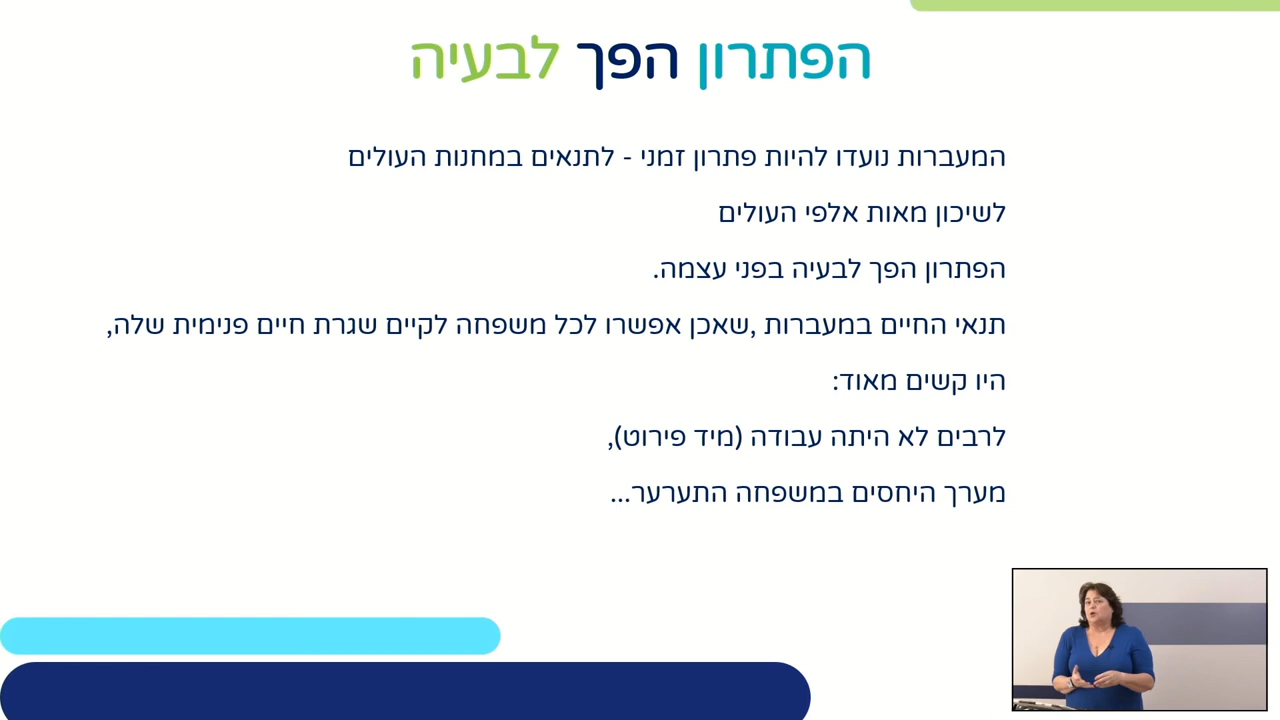 הפתרון הפך לבעיה
המעברות נועדו להיות פתרון זמני - לתנאים במחנות העולים
לשיכון מאות אלפי העולים
הפתרון הפך לבעיה בפני עצמה.
תנאי החיים במעברות ,שאכן אפשרו לכל משפחה לקיים שגרת חיים פנימית שלה,
היו קשים מאוד:
לרבים לא היתה עבודה (מיד פירוט),
מערך היחסים במשפחה התערער...